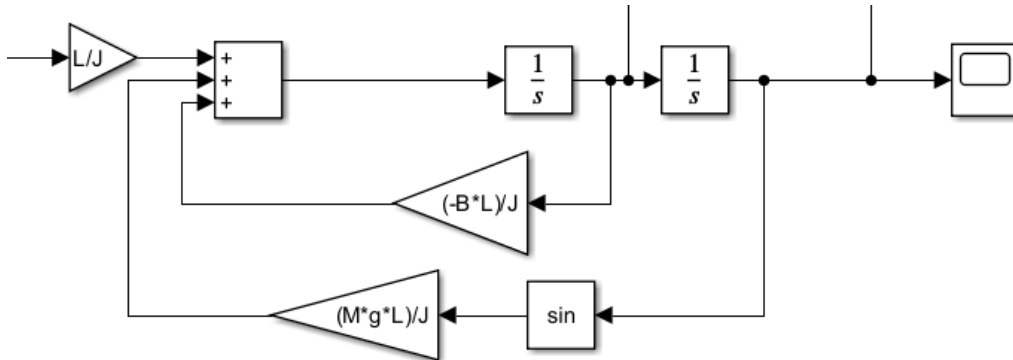 L/J
+
+
+
1
s
1
s
(-B*L)/J
(M*g*L)/J
sin